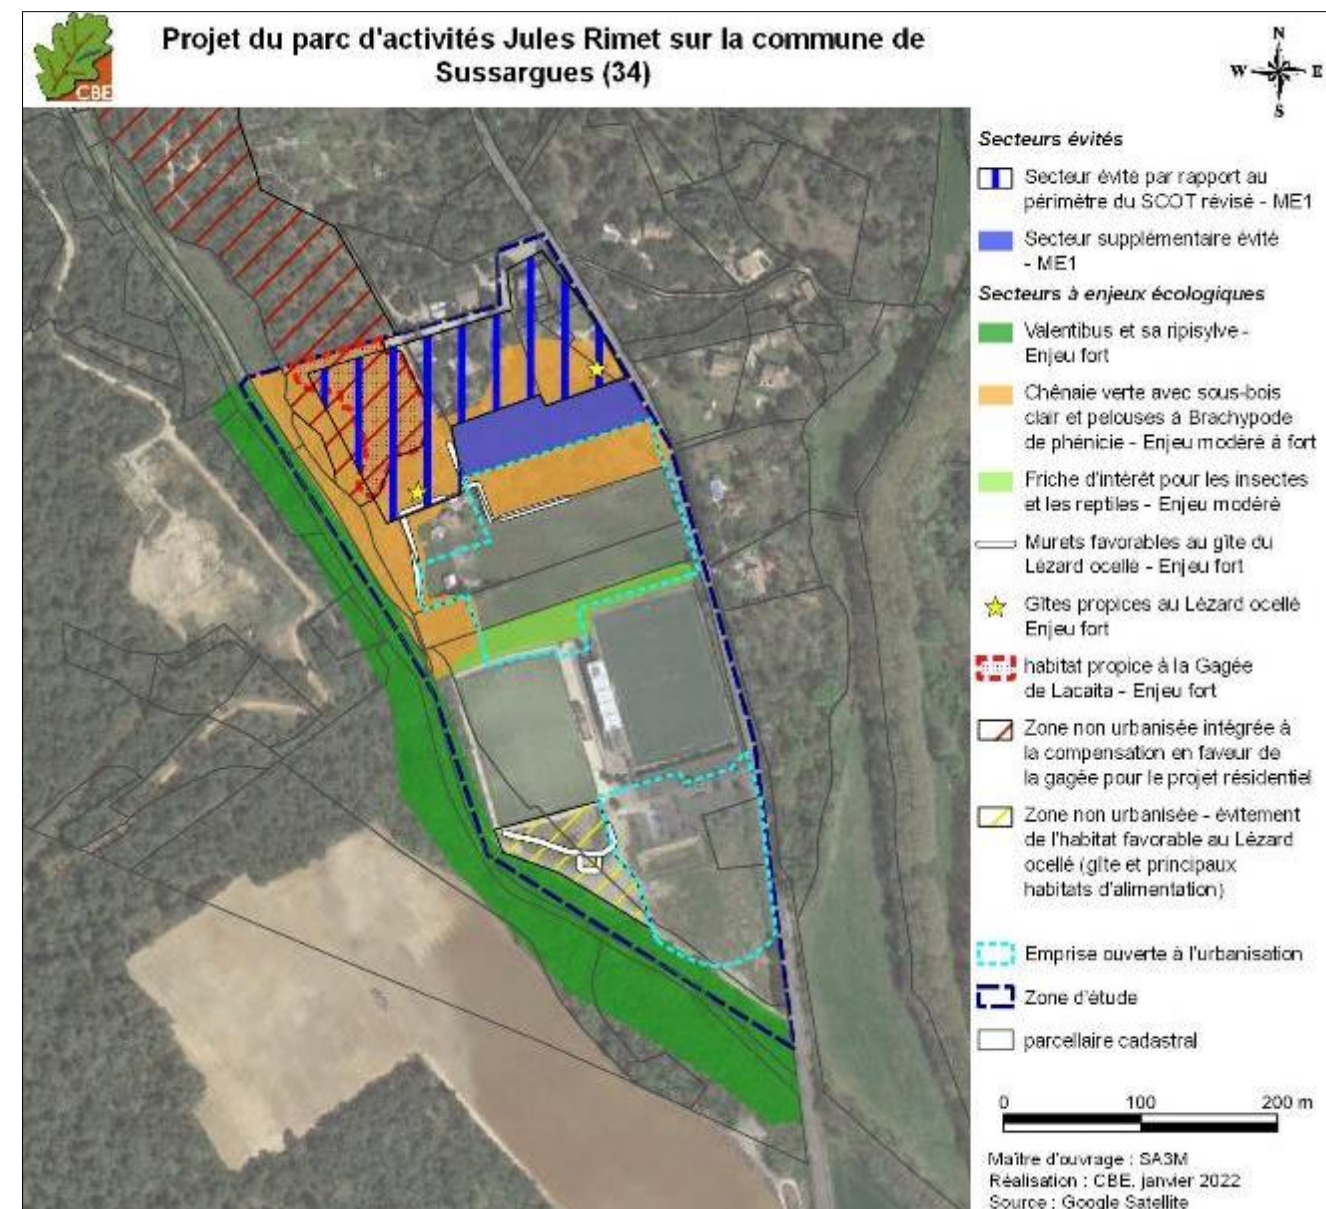 Projet du parc d'activités Jules Rimet sur la commune de
Sussargues (34)
CBE
N
W
E
S
Secteurs évités
Secteur évité par rapport au
périmètre du SCOT révisé - ME1
Secteur supplémentaire évité
- ME1
Secteurs à enjeux écologiques
Valentibus et sa ripisylve -
Enjeu fort
Chênaie verte avec sous-bois
clair et pelouses à Brachypode
de phénicie - Enjeu modéré à fort
Friche d'intérêt pour les insectes
et les reptiles - Enjeu modéré
Murets favorables au gîte du
Lézard ocellé - Enjeu fort
Gîtes propices au Lézard ocellé
Enjeu fort
habitat propice à la Gagée
de Lacaita - Enjeu fort
Zone non urbanisée intégrée à
la compensation en faveur de
la gagée pour le projet résidentiel
Zone non urbanisée - évitement
de l'habitat favorable au Lézard
ocellé (gîte et principaux
habitats d'alimentation)
Emprise ouverte à l'urbanisation
Zone d'étude
parcellaire cadastral
0 100 200 m
Maître d'ouvrage : SA3M
Réalisation : CBE, janvier 2022
Source : Google Satellite